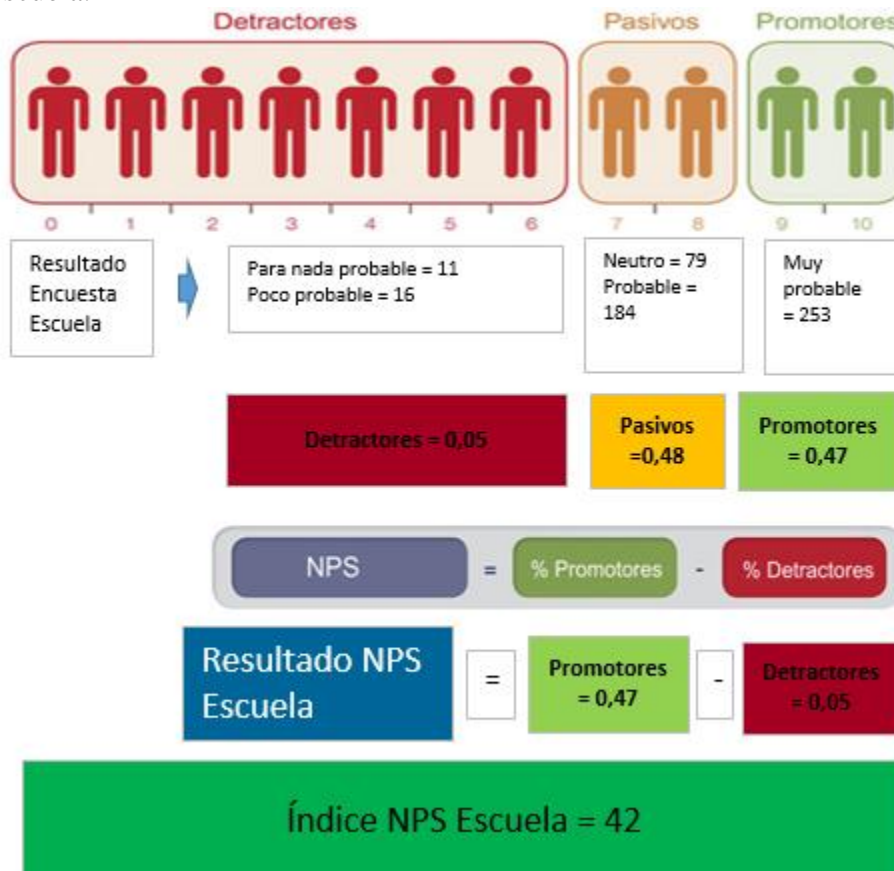 Detractores Pasivos Promotores
0 1 2 3 4 5 6 7 8 9 10
Resultado
Encuesta
Escuela
Para nada probable = 11
Poco probable = 16
Neutro = 79
Probable =
184
Muy
probable
= 253
Detractores = 0,05
Pasivos
=0,48
Promotores
= 0,47
NPS = % Promotores - % Detractores
Resultado NPS
Escuela
=
Promotores
= 0,47
-
Detractores
= 0,05
Índice NPS Escuela = 42